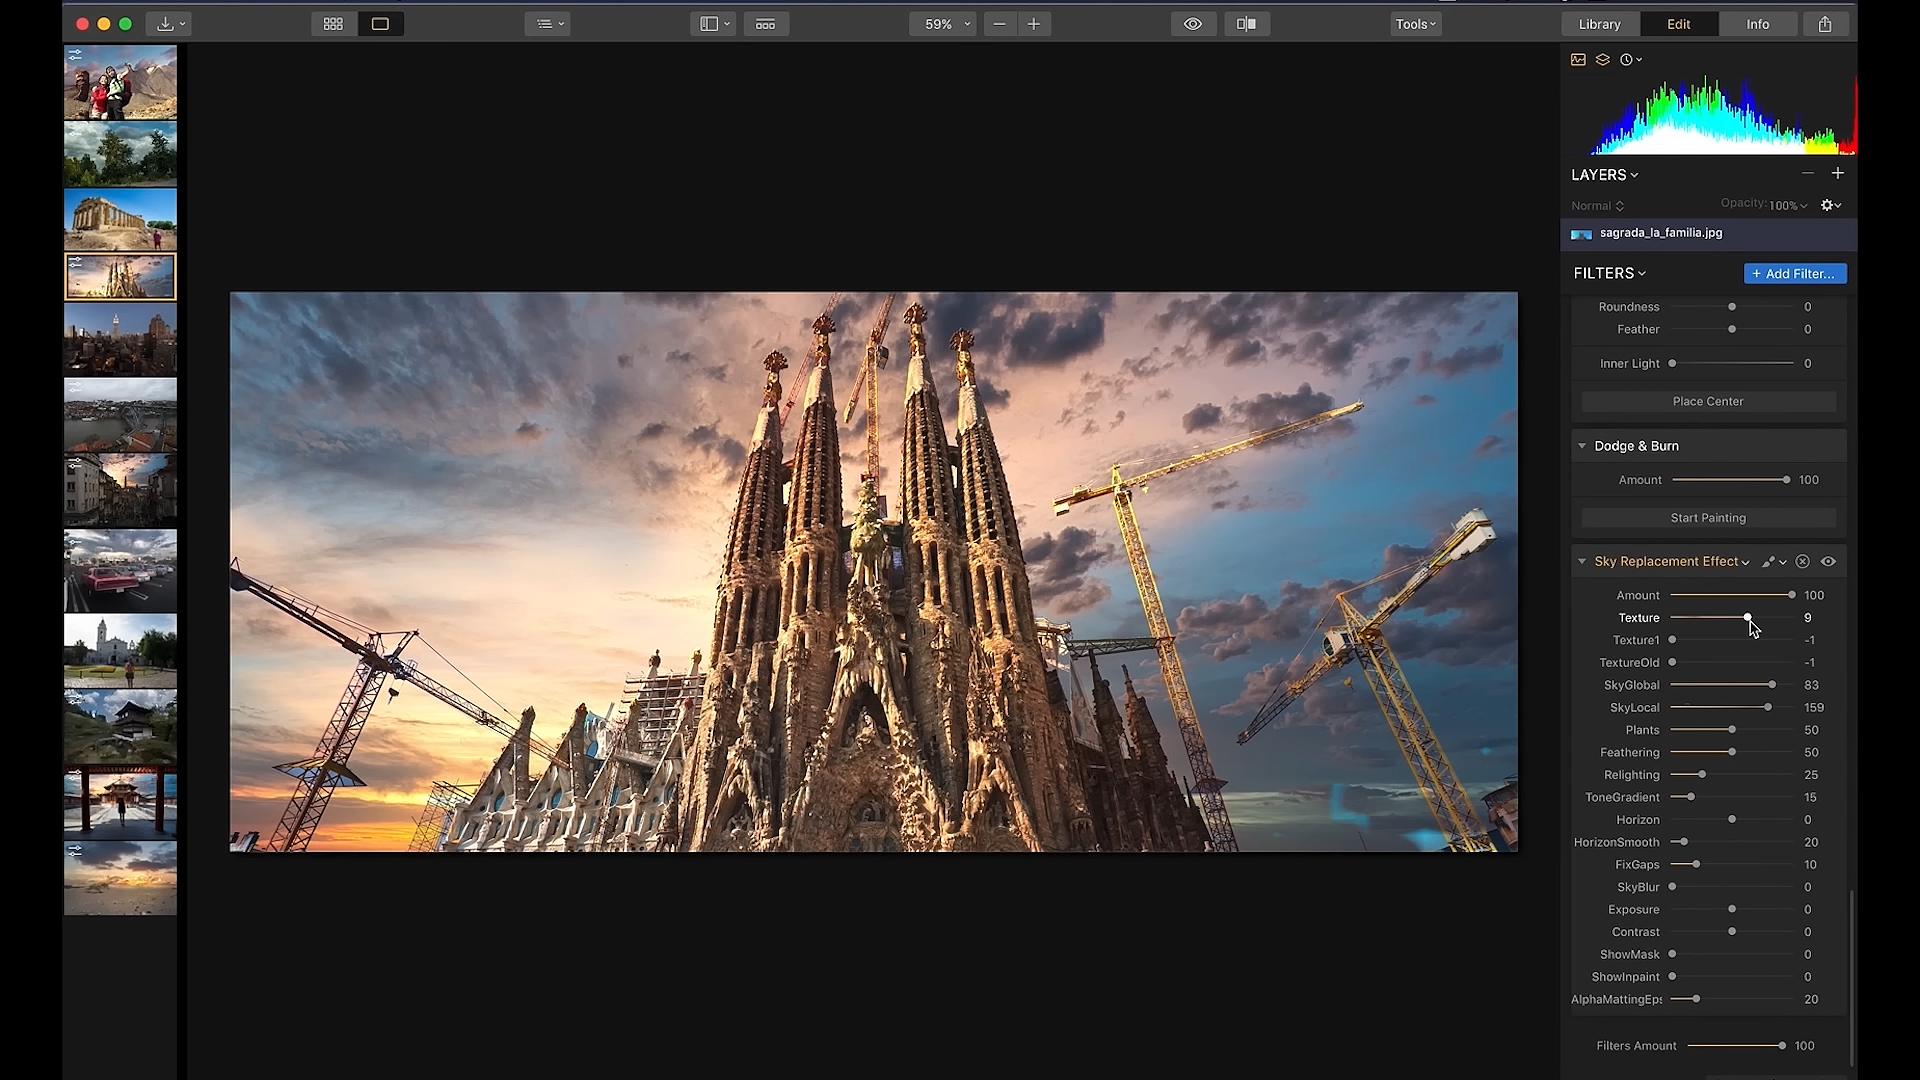 59%
Tools
Library
Edit
Info
LAYERS
Normal
Opacity: 100%
sagrada_la_familia.jpg
FILTERS
+ Add Filter...
Roundness 0
Feather 0
Inner Light 0
Place Center
Dodge & Burn
Amount 100
Start Painting
Sky Replacement Effect
Amount 100
Texture 9
Texture1 -1
TextureOld -1
SkyGlobal 83
SkyLocal 159
Plants 50
Feathering 50
Relighting 25
ToneGradient 15
Horizon 0
HorizonSmooth 20
FixGaps 10
SkyBlur 0
Exposure 0
Contrast 0
ShowMask 0
ShowInpaint 0
AlphaMattingEps 20
Filters Amount 100